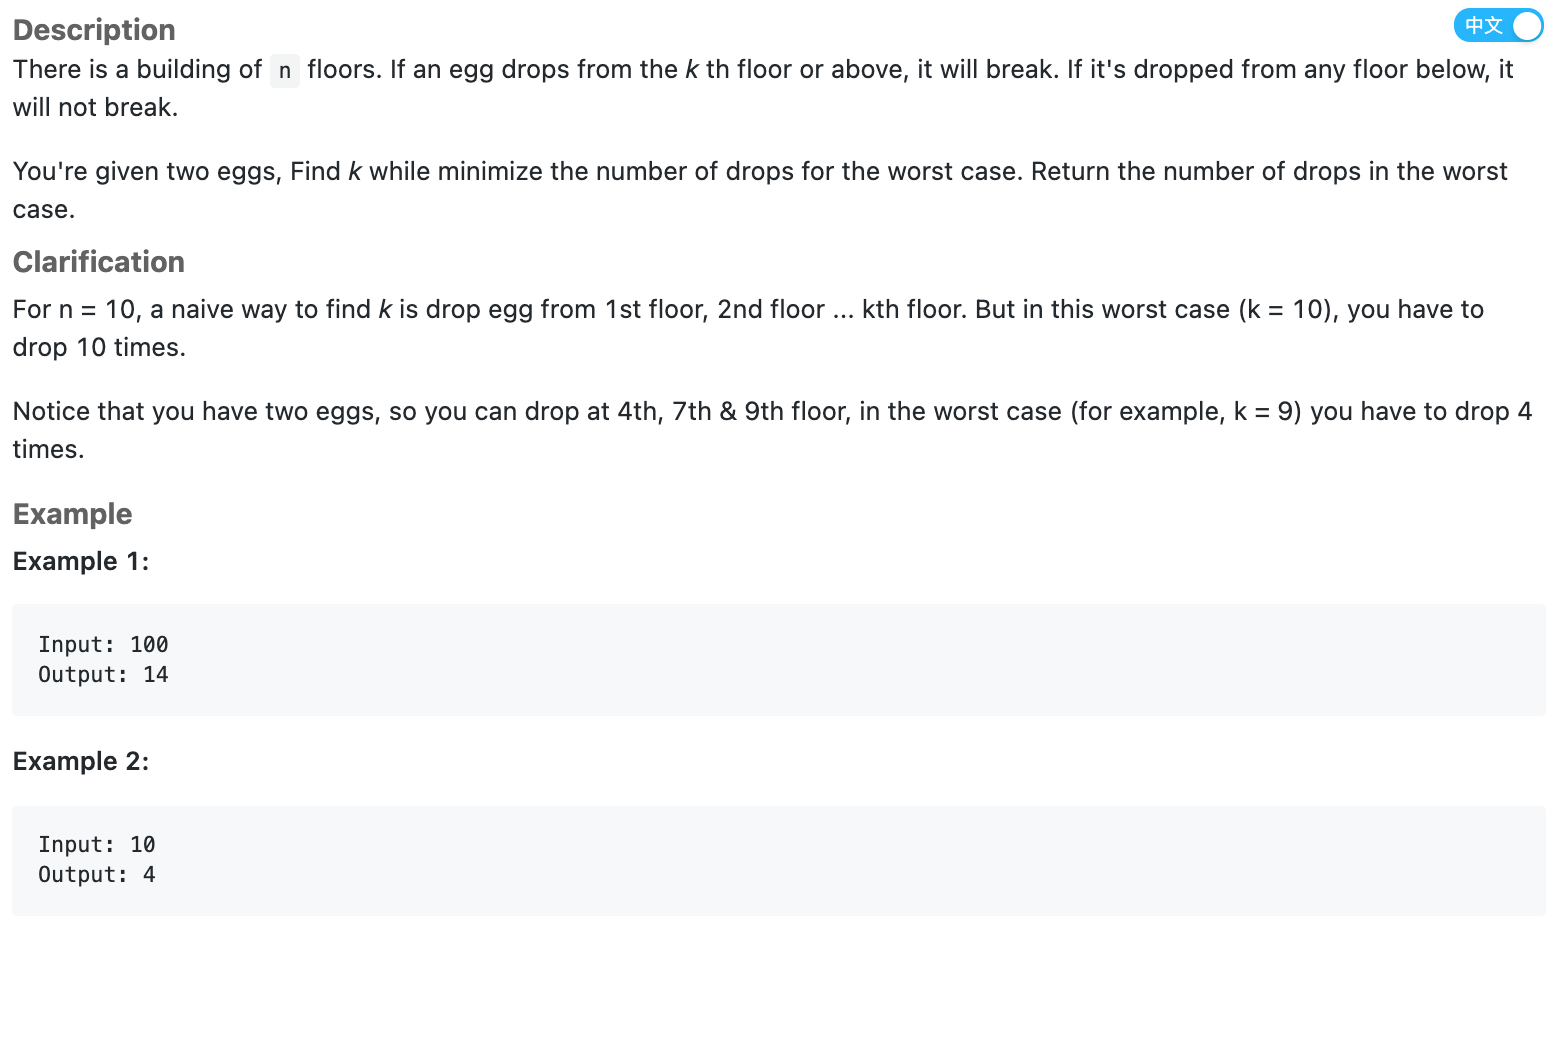 Description
中文
There is a building of n floors. If an egg drops from the k th floor or above, it will break. If it's dropped from any floor below, it
will not break.
You're given two eggs, Find k while minimize the number of drops for the worst case. Return the number of drops in the worst
case.
Clarification
For n = 10, a naive way to find k is drop egg from 1st floor, 2nd floor ... kth floor. But in this worst case (k = 10), you have to
drop 10 times.
Notice that you have two eggs, so you can drop at 4th, 7th & 9th floor, in the worst case (for example, k = 9) you have to drop 4
times.
Example
Example 1:
Input: 100
Output: 14
Example 2:
Input: 10
Output: 4